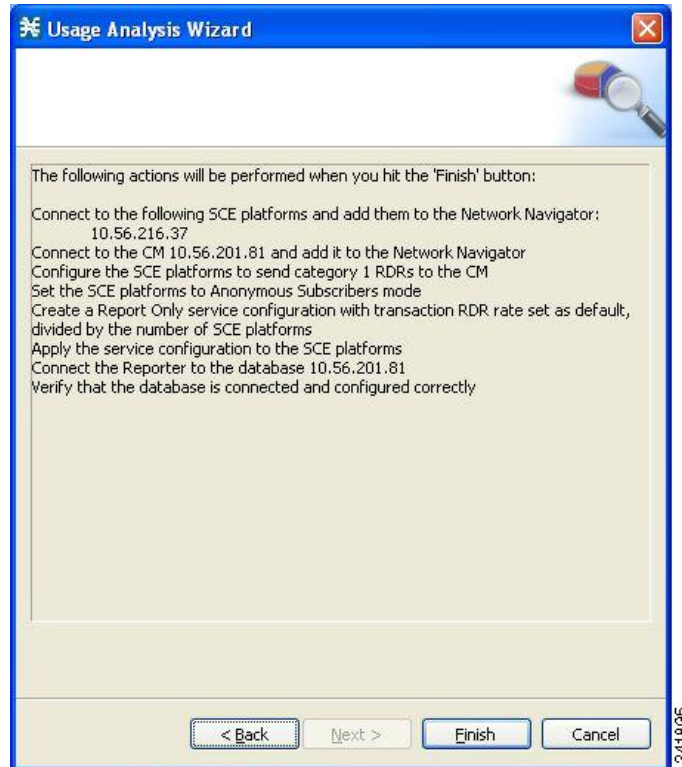 Usage Analysis Wizard
The following actions will be performed when you hit the 'Finish' button:
Connect to the following SCE platforms and add them to the Network Navigator:
10.56.216.37
Connect to the CM 10.56.201.81 and add it to the Network Navigator
Configure the SCE platforms to send category 1 RDRs to the CM
Set the SCE platforms to Anonymous Subscribers mode
Create a Report Only service configuration with transaction RDR rate set as default,
divided by the number of SCE platforms
Apply the service configuration to the SCE platforms
Connect the Reporter to the database 10.56.201.81
Verify that the database is connected and configured correctly
< Back Next > Finish Cancel